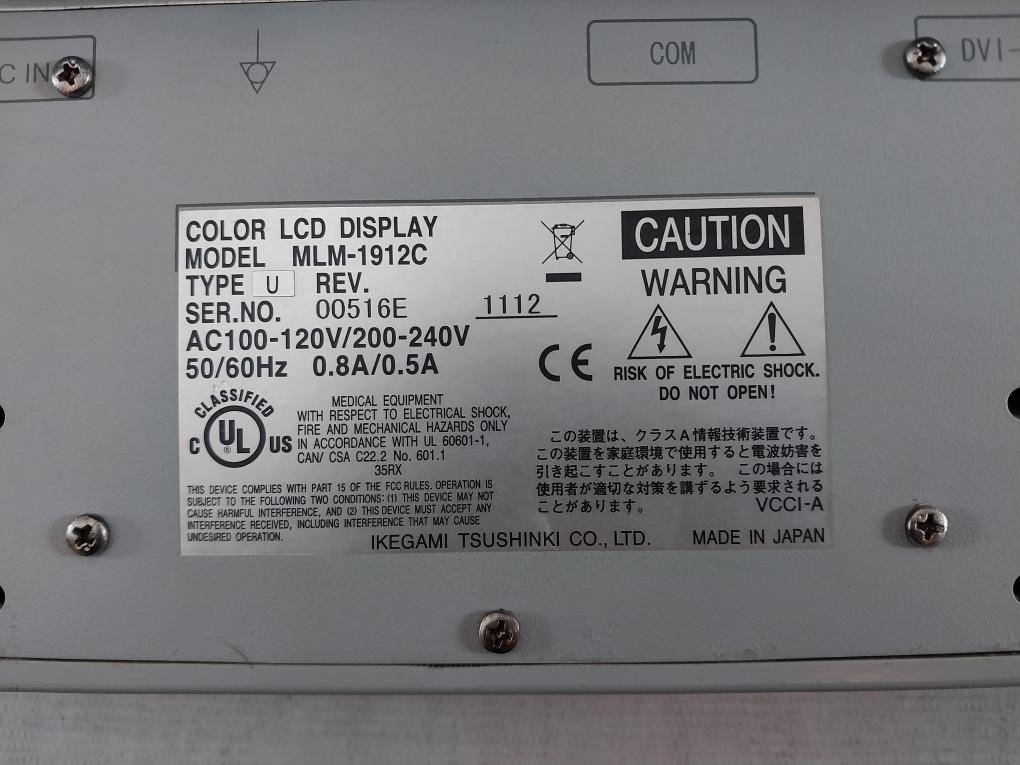 C IN
COM
DVI-
COLOR LCD DISPLAY
MODEL MLM-1912C
TYPE U REV.
SER.NO. 00516E 1112
AC100-120V/200-240V
50/60Hz 0.8A/0.5A
CAUTION
WARNING
RISK OF ELECTRIC SHOCK.
DO NOT OPEN!
CE
CLASSIFIED
C UL® US
MEDICAL EQUIPMENT
WITH RESPECT TO ELECTRICAL SHOCK,
FIRE AND MECHANICAL HAZARDS ONLY
IN ACCORDANCE WITH UL 60601-1,
CAN/ CSA C22.2 No. 601.1
35RX
THIS DEVICE COMPLIES WITH PART 15 OF THE FCC RULES. OPERATION IS
SUBJECT TO THE FOLLOWING TWO CONDITIONS: (1) THIS DEVICE MAY NOT
CAUSE HARMFUL INTERFERENCE, AND (2) THIS DEVICE MUST ACCEPT ANY
INTERFERENCE RECEIVED, INCLUDING INTERFERENCE THAT MAY CAUSE
UNDESIRED OPERATION.
この装置は、クラスA情報技術装置です。
この装置を家庭環境で使用すると電波妨害を
引き起こすことがあります。 この場合には
使用者が適切な対策を講ずるよう要求される
ことがあります。 VCCI-A
IKEGAMI TSUSHINKI CO., LTD. MADE IN JAPAN